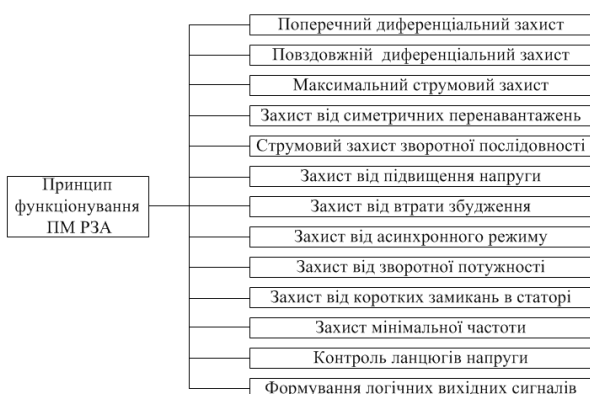 Поперечний диференціальний захист
Повздовжній диференціальний захист
Максимальний струмовий захист
Захист від симетричних перенавантажень
Струмовий захист зворотної послідовності
Захист від підвищення напруги
Принцип
функціонування
ПМ РЗА
Захист від втрати збудження
Захист від асинхронного режиму
Захист від зворотної потужності
Захист від коротких замикань в статорі
Захист мінімальної частоти
Контроль ланцюгів напруги
Формування логічних вихідних сигналів